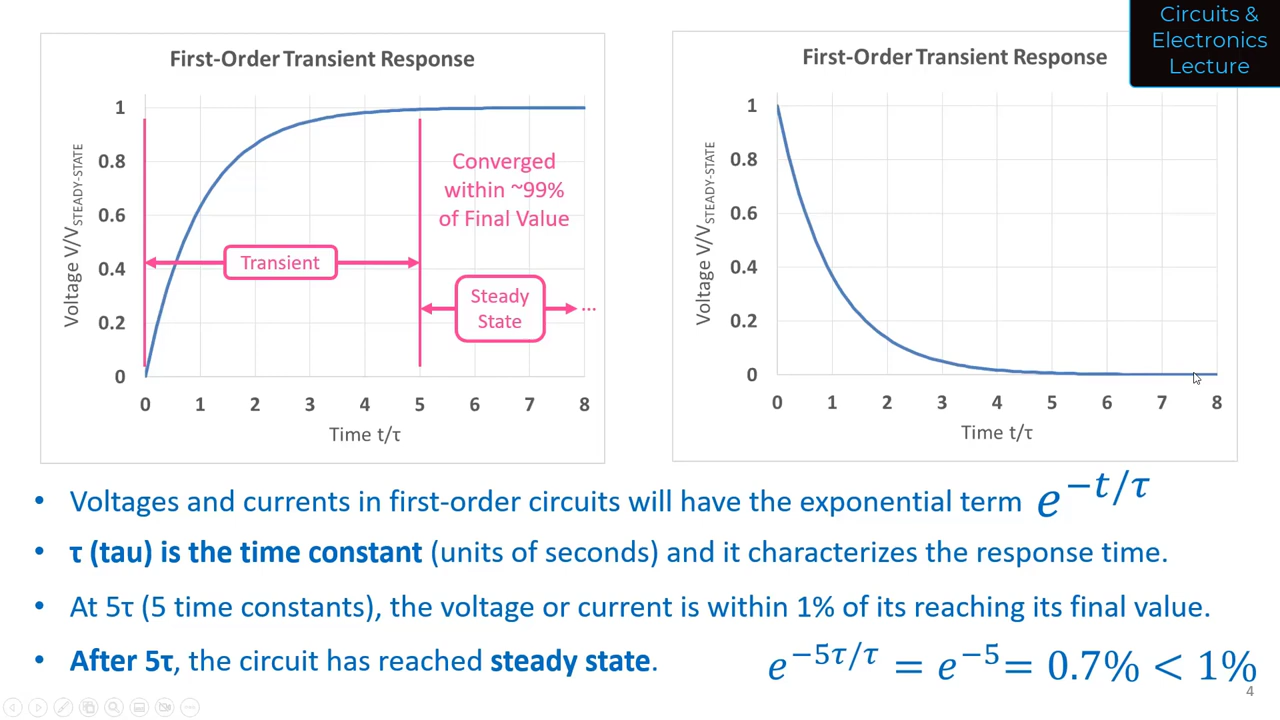 Circuits &
Electronics
Lecture
First-Order Transient Response
Voltage V/V_STEADY-STATE
1
0.8
0.6
0.4
0.2
0
Converged
within ~99%
of Final Value
Transient
Steady
State
...
0 1 2 3 4 5 6 7 8
Time t/τ
First-Order Transient Response
Voltage V/V_STEADY-STATE
1
0.8
0.6
0.4
0.2
0
0 1 2 3 4 5 6 7 8
Time t/τ
• Voltages and currents in first-order circuits will have the exponential term e^{-t/τ}
• τ (tau) is the time constant (units of seconds) and it characterizes the response time.
• At 5τ (5 time constants), the voltage or current is within 1% of its reaching its final value.
• After 5τ, the circuit has reached steady state. e^{-5τ/τ} = e^{-5} = 0.7% < 1%
4